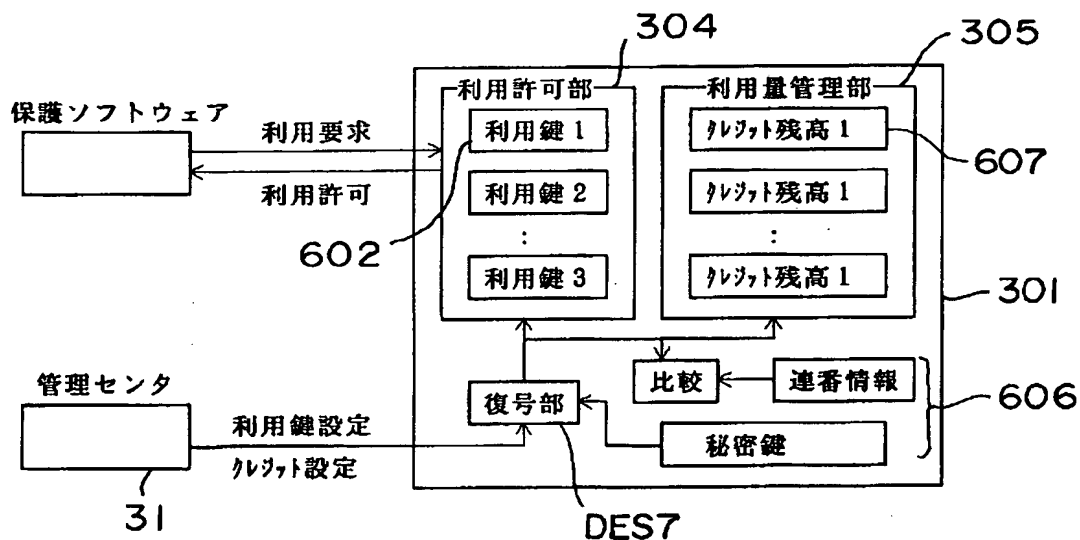 304
305
利用許可部
利用量管理部
保護ソフトウェア
利用要求
利用鍵1
クレジット残高1
607
利用許可
利用鍵2
クレジット残高1
602
:
:
利用鍵3
クレジット残高1
301
管理センタ
復号部
比較
連番情報
606
利用鍵設定
クレジット設定
秘密鍵
31
DES7